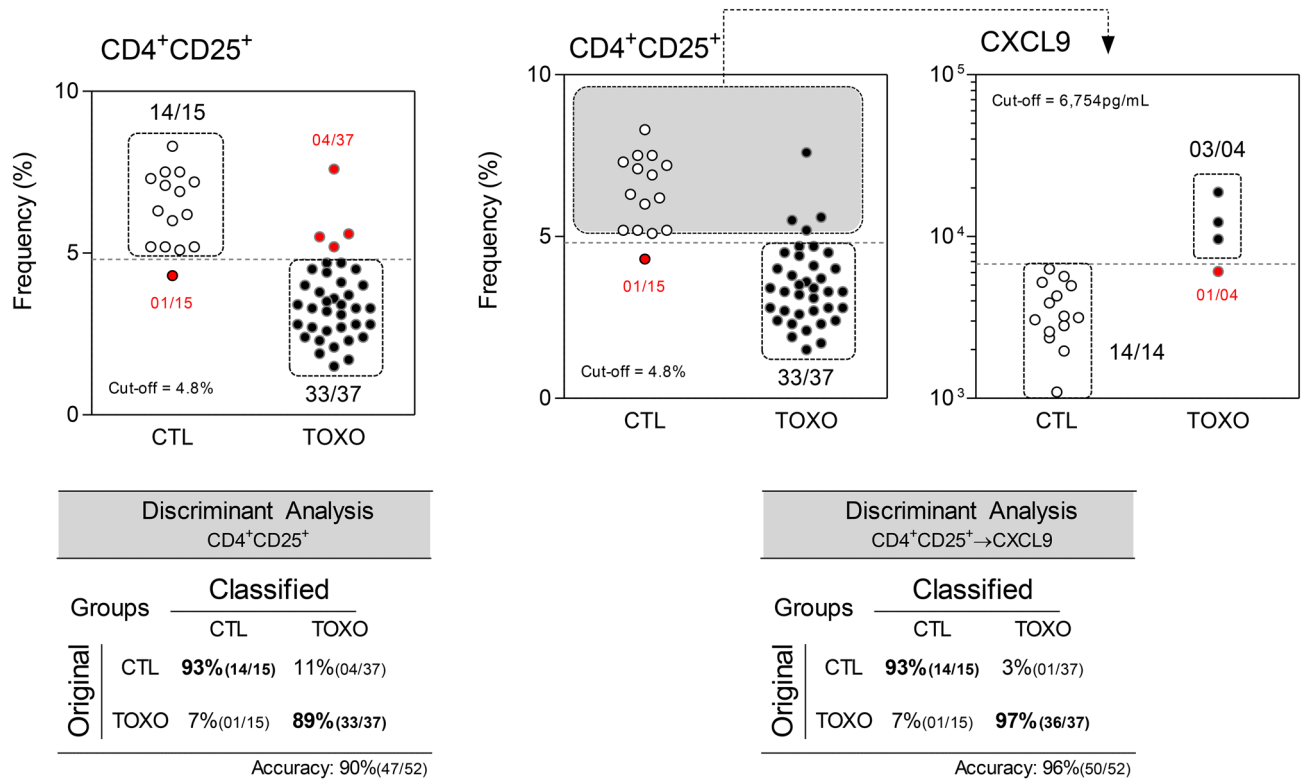 CD4⁺CD25⁺
10
5
0
Frequency (%)
14/15
04/37
01/15
33/37
Cut-off = 4.8%
CTL TOXO
CD4⁺CD25⁺
10
5
0
Frequency (%)
01/15
33/37
Cut-off = 4.8%
CTL TOXO
CXCL9
10⁵
10⁴
10³
Cut-off = 6,754pg/mL
03/04
01/04
14/14
CTL TOXO
Discriminant Analysis
CD4⁺CD25⁺
Classified
Groups
CTL TOXO
Original
CTL 93%(14/15) 11%(04/37)
TOXO 7%(01/15) 89%(33/37)
Accuracy: 90%(47/52)
Discriminant Analysis
CD4⁺CD25⁺→CXCL9
Classified
Groups
CTL TOXO
Original
CTL 93%(14/15) 3%(01/37)
TOXO 7%(01/15) 97%(36/37)
Accuracy: 96%(50/52)